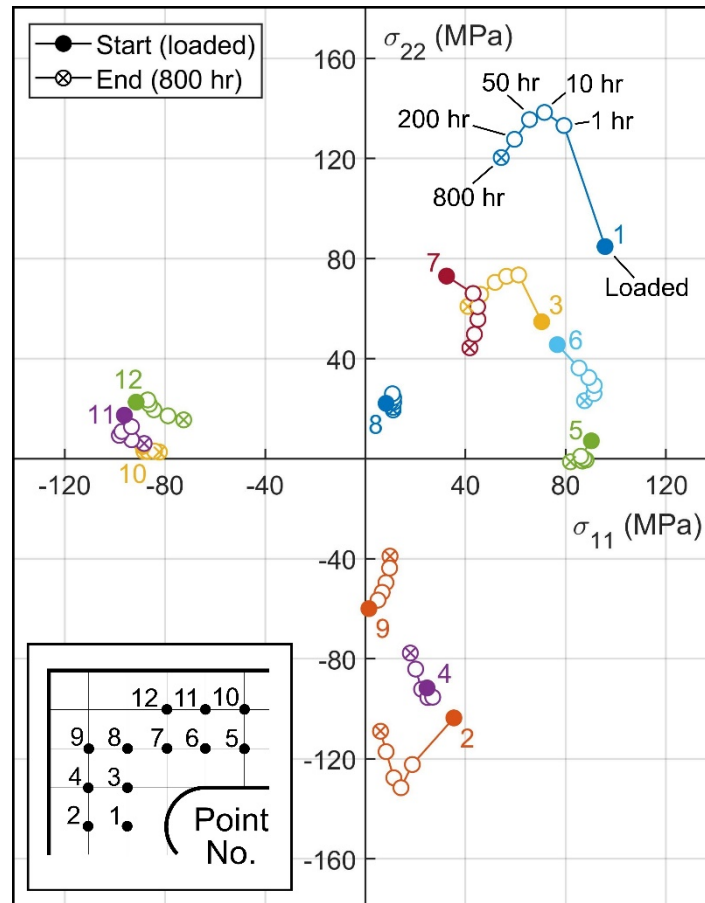 Start (loaded)
End (800 hr)
σ22 (MPa)
160
50 hr
10 hr
200 hr
1 hr
120
800 hr
80
7
1
Loaded
3
6
40
12
11
8
5
10
-120
-80
-40
40
80
120
σ11 (MPa)
-40
9
-80
4
2
-120
-160
12 11 10
9 8 7 6 5
4 3
2 1
Point
No.